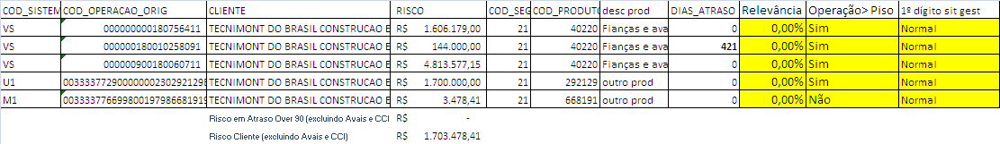 COD_SISTEM COD_OPERACAO_ORIG CLIENTE RISCO COD_SEG COD_PRODUTO desc prod DIAS_ATRASO Relevância Operação> Piso 1º dígito sit gest
VS 000000000180756411 TECNIMONT DO BRASIL CONSTRUCAO E R$ 1.606.179,00 21 40220 Fianças e ava 0 0,00% Sim Normal
VS 000000180010258091 TECNIMONT DO BRASIL CONSTRUCAO E R$ 144.000,00 21 40220 Fianças e ava 421 0,00% Sim Normal
VS 000000900180060711 TECNIMONT DO BRASIL CONSTRUCAO E R$ 4.813.577,15 21 40220 Fianças e ava 0 0,00% Sim Normal
U1 TECNIMONT DO BRASIL CONSTRUCAO E R$ 1.700.000,00 21 292129 outro prod 0 0,00% Sim Normal
M1 TECNIMONT DO BRASIL CONSTRUCAO E R$ 3.478,41 21 668191 outro prod 0 0,00% Não Normal
Risco em Atraso Over 90 (excluindo Avais e CCI R$ -
Risco Cliente (excluindo Avais e CCI) R$ 1.703.478,41